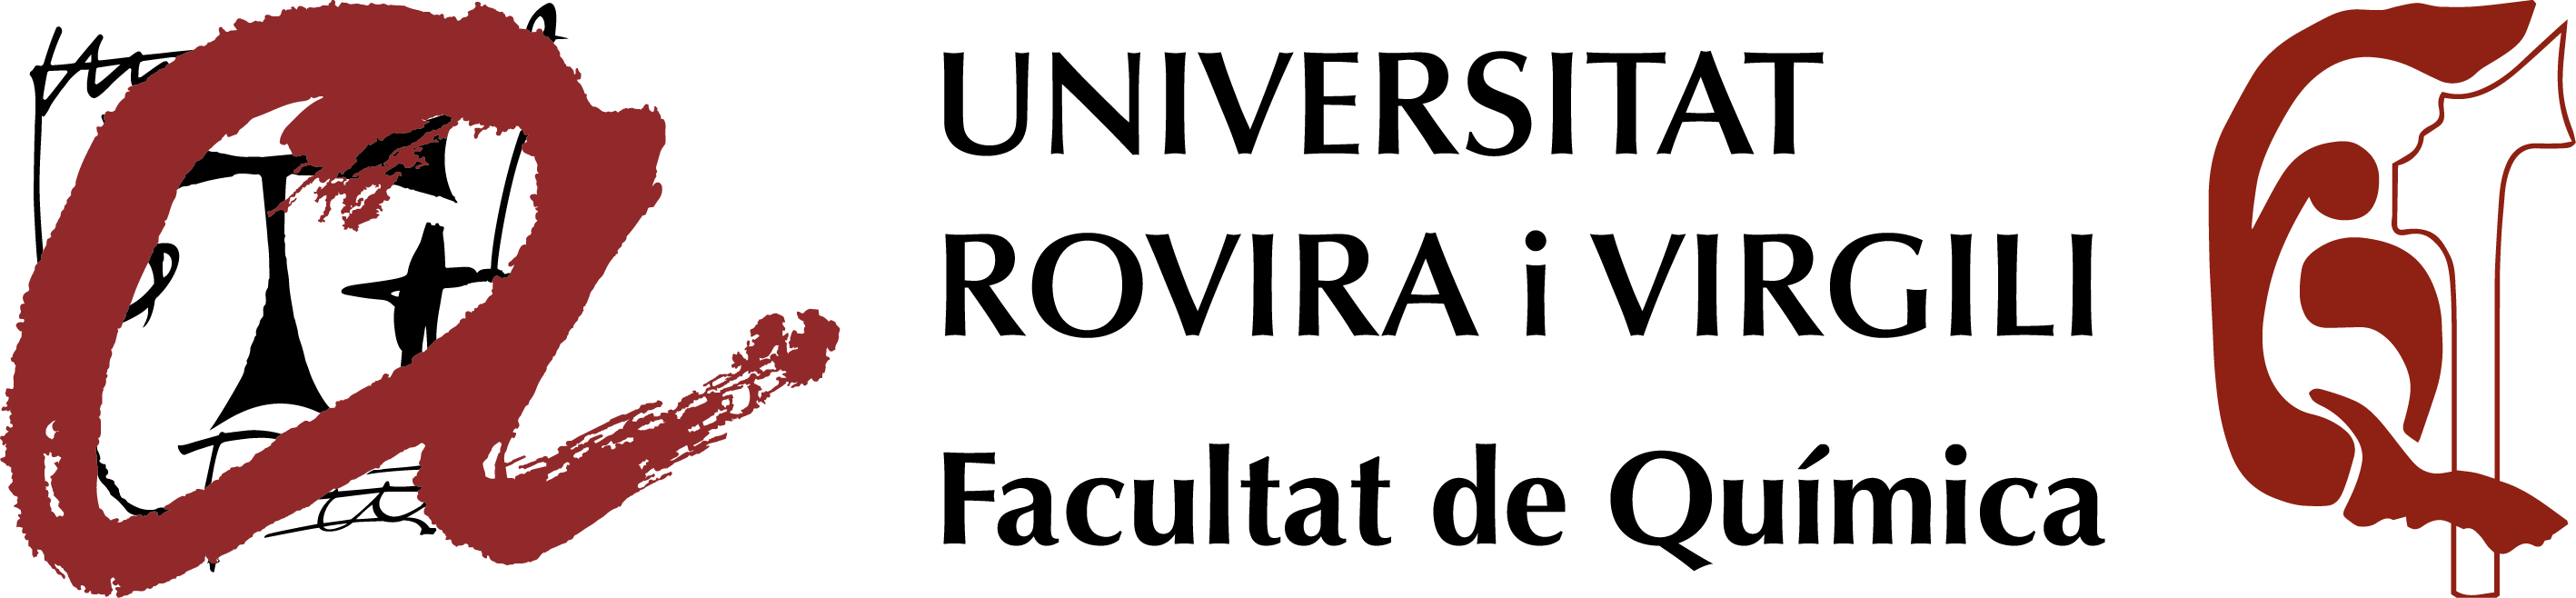 UNIVERSITAT
ROVIRA i VIRGILI
Facultat de Química